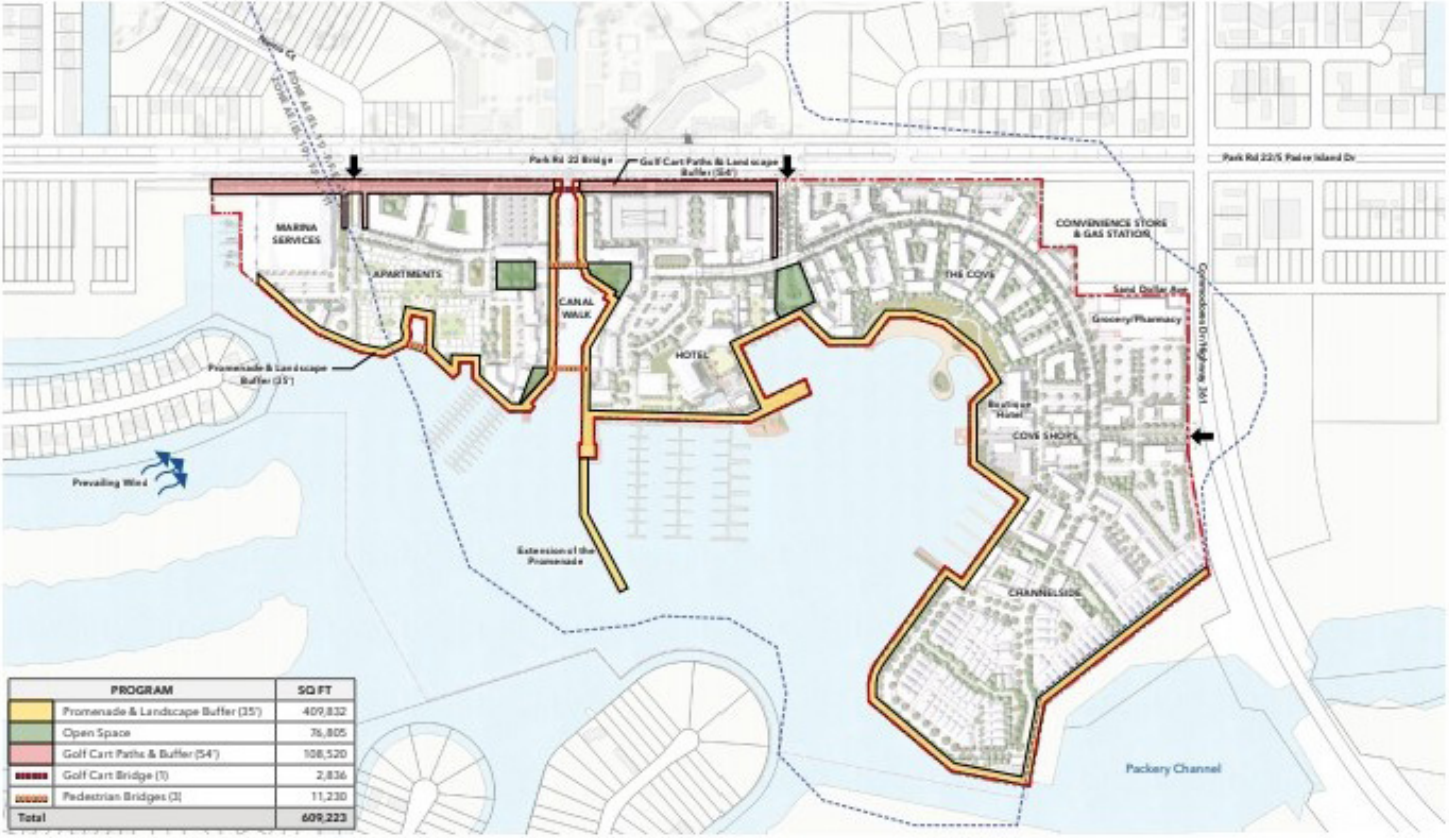 Park Rd 22 Bridge
Golf Cart Paths & Landscape
Buffer (54')
Park Rd 22/S Padre Island Dr
MARINA
SERVICES
CONVENIENCE STORE
& GAS STATION
APARTMENTS
THE COVE
Sand Dollar Ave
CANAL
WALK
Grocery/Pharmacy
HOTEL
Promenade & Landscape
Buffer (35')
Boutique
Hotel
COVE SHOPS
Prevailing Wind
Extension of the
Promenade
CHANNELSIDE
Packery Channel
PROGRAM SQ FT
Promenade & Landscape Buffer (35') 409,832
Open Space 76,805
Golf Cart Paths & Buffer (54') 108,520
Golf Cart Bridge (1) 2,836
Pedestrian Bridges (3) 11,230
Total 609,223